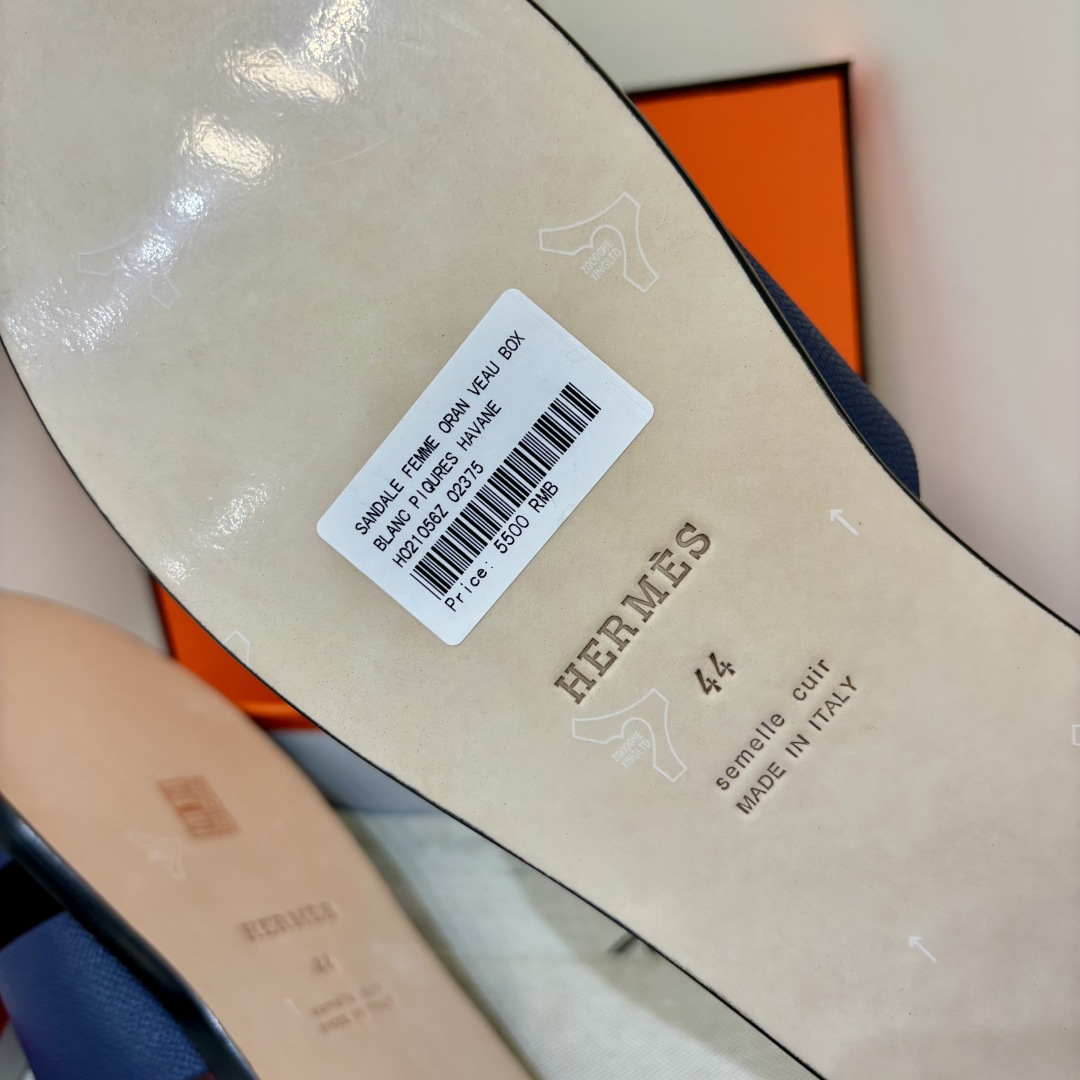 SANDALE FEMME ORAN VEAU BOX
BLANC PIQURES HAVANE
H021056Z 02375
Price: 5500 RMB
HERMÈS
44
semelle cuir
MADE IN ITALY
HERMÈS